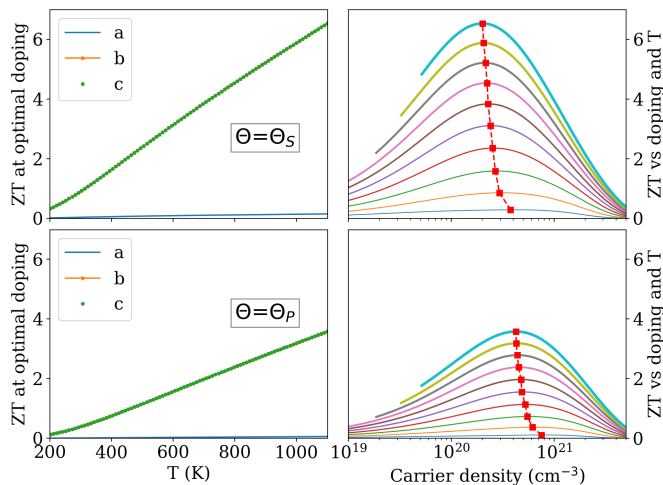 ZT at optimal doping
6
4
2
0
a
b
c
Θ=Θ_S
6
4
2
0
ZT vs doping and T
ZT at optimal doping
6
4
2
0
a
b
c
Θ=Θ_P
6
4
2
0
ZT vs doping and T
200 400 600 800 1000
T (K)
10^19 10^20 10^21
Carrier density (cm^−3)